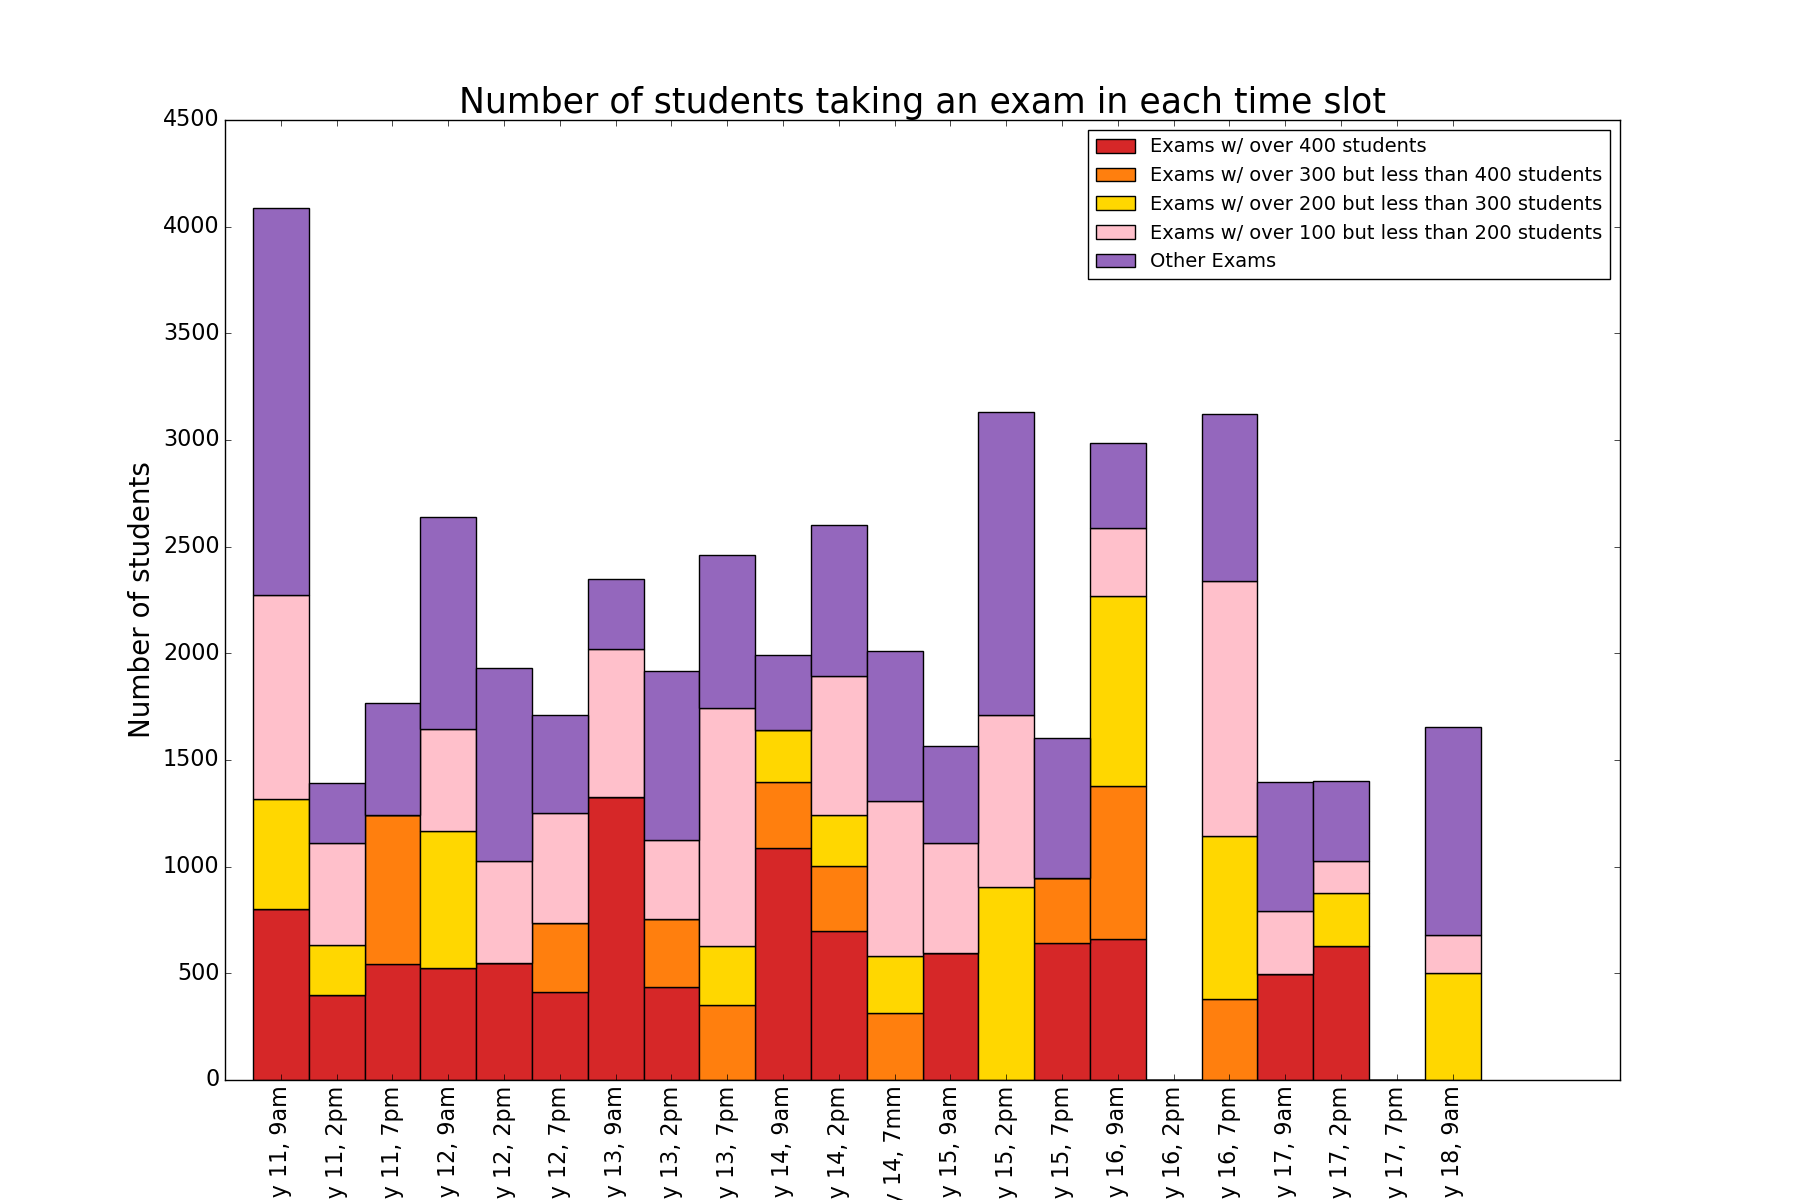 Number of students taking an exam in each time slot
Number of students
4500
4000
3500
3000
2500
2000
1500
1000
500
0
Exams w/ over 400 students
Exams w/ over 300 but less than 400 students
Exams w/ over 200 but less than 300 students
Exams w/ over 100 but less than 200 students
Other Exams
y 11, 9am
y 11, 2pm
y 11, 7pm
y 12, 9am
y 12, 2pm
y 12, 7pm
y 13, 9am
y 13, 2pm
y 13, 7pm
y 14, 9am
y 14, 2pm
y 14, 7mm
y 15, 9am
y 15, 2pm
y 15, 7pm
y 16, 9am
y 16, 2pm
y 16, 7pm
y 17, 9am
y 17, 2pm
y 17, 7pm
y 18, 9am